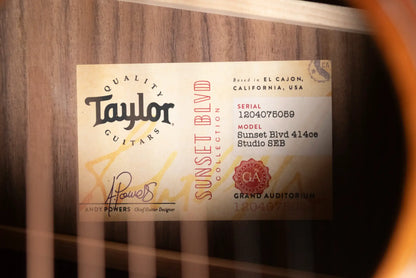 QUALITY
Taylor
GUITARS
SUNSET BLVD
COLLECTION
Based in EL CAJON,
CALIFORNIA, USA
SERIAL
1204075059
MODEL
Sunset Blvd 414ce
Studio SEB
GA
GRAND AUDITORIUM
1204075059
ANDY POWERS Chief Guitar Designer